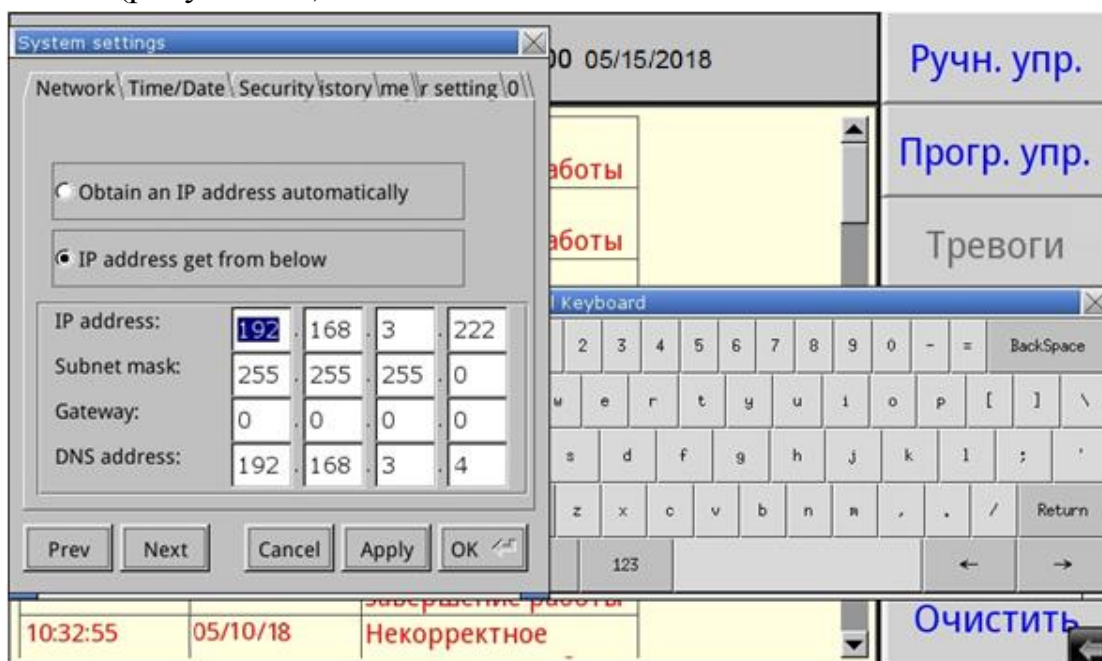 System settings
00 05/15/2018
Ручн. упр.
Network Time/Date Security istory me r setting 0
Прогр. упр.
Obtain an IP address automatically
аботы
аботы
Тревоги
IP address get from below
l Keyboard
IP address: 192 . 168 . 3 . 222
2 3 4 5 6 7 8 9 0 - = BackSpace
Subnet mask: 255 . 255 . 255 . 0
w e r t y u i o p [ ] \
Gateway: 0 . 0 . 0 . 0
DNS address: 192 . 168 . 3 . 4
s d f g h j k l ; '
z x c v b n m , . / Return
Prev Next Cancel Apply OK
123 ← →
завершение работы
Очистить
10:32:55 05/10/18 Некорректное